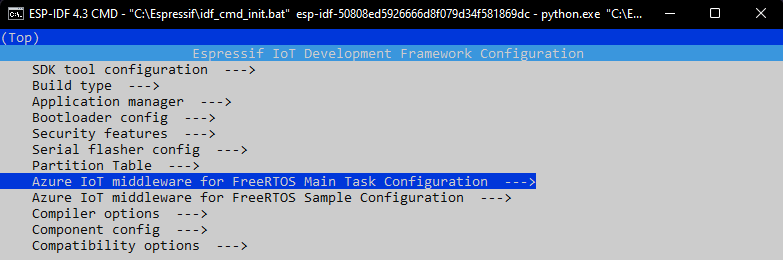 ESP-IDF 4.3 CMD - "C:\Espressif\idf_cmd_init.bat"  esp-idf-50808ed5926666d8f079d34f581869dc - python.exe  "C:\E...
(Top)
Espressif IoT Development Framework Configuration
SDK tool configuration  --->
Build type  --->
Application manager  --->
Bootloader config  --->
Security features  --->
Serial flasher config  --->
Partition Table  --->
Azure IoT middleware for FreeRTOS Main Task Configuration  --->
Azure IoT middleware for FreeRTOS Sample Configuration  --->
Compiler options  --->
Component config  --->
Compatibility options  --->